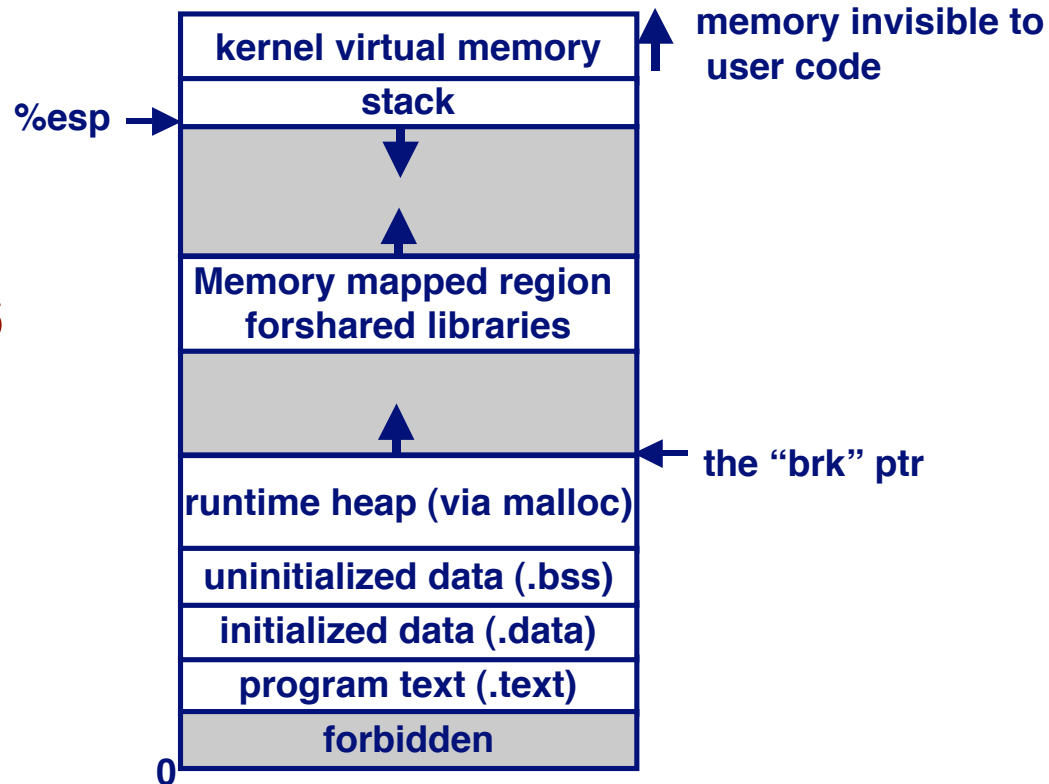 kernel virtual memory
memory invisible to
user code
%esp
stack
Memory mapped region
forshared libraries
the “brk” ptr
runtime heap (via malloc)
uninitialized data (.bss)
initialized data (.data)
program text (.text)
forbidden
0